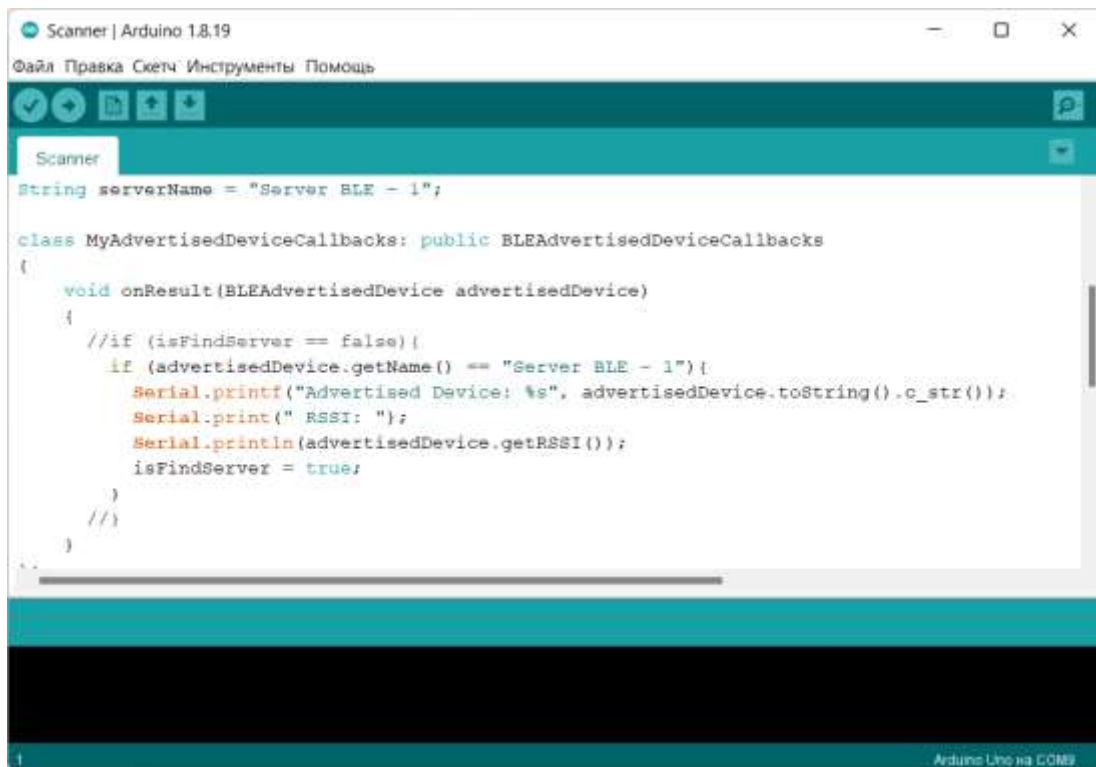 Scanner | Arduino 1.8.19
Файл Правка Скетч Инструменты Помощь
Scanner
String serverName = "Server BLE - 1";
class MyAdvertisedDeviceCallbacks: public BLEAdvertisedDeviceCallbacks
{
void onResult(BLEAdvertisedDevice advertisedDevice)
{
//if (isFindServer == false){
if (advertisedDevice.getName() == "Server BLE - 1"){
Serial.printf("Advertised Device: %s", advertisedDevice.toString().c_str());
Serial.print(" RSSI: ");
Serial.println(advertisedDevice.getRSSI());
isFindServer = true;
}
//}
}
1
Arduino Uno на COM9